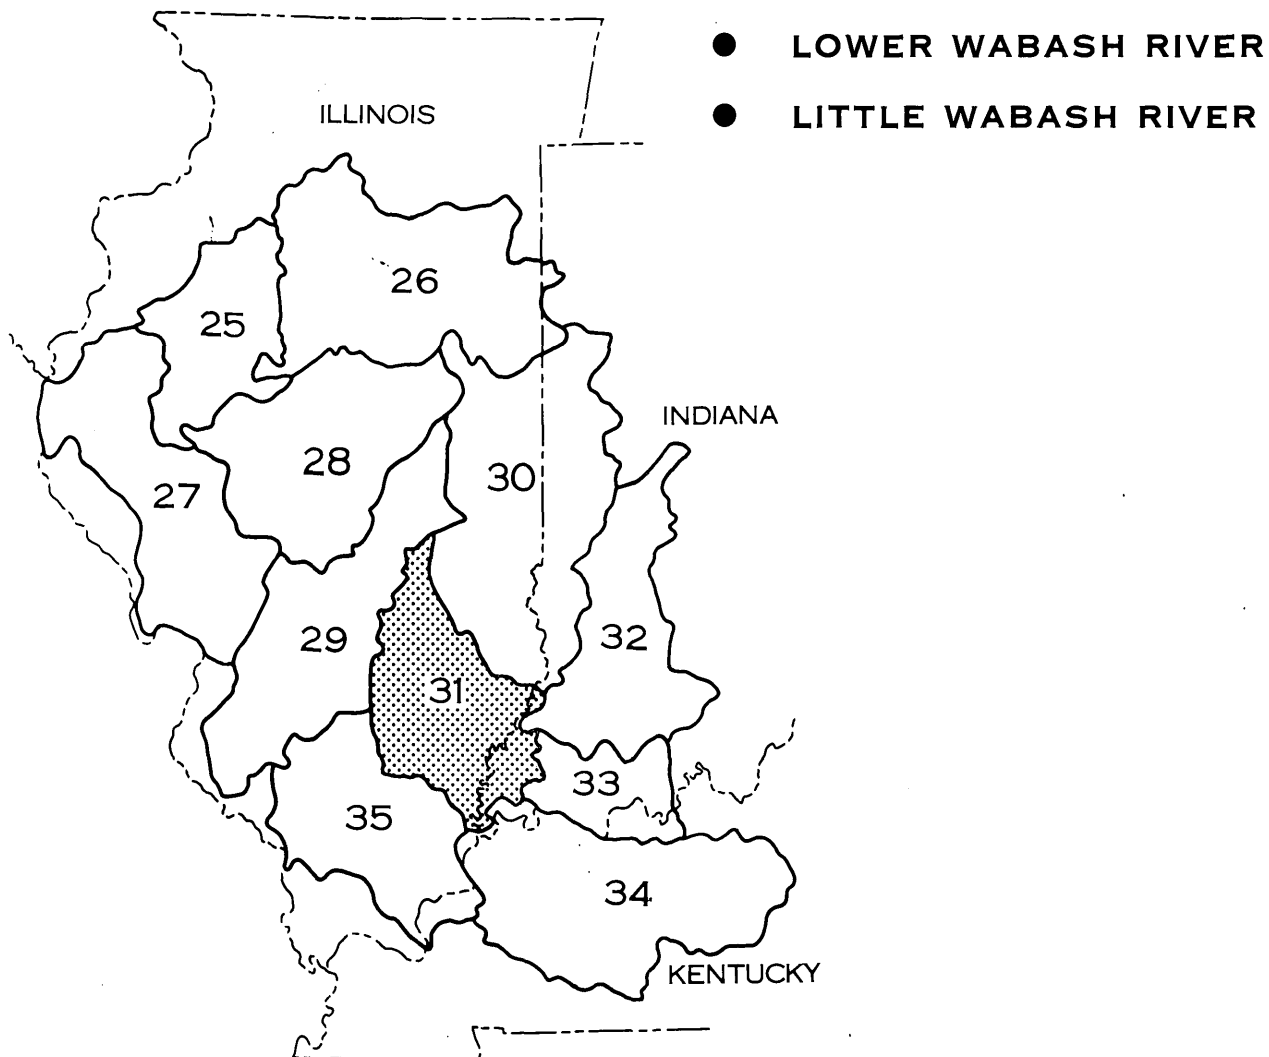 LOWER WABASH RIVER
LITTLE WABASH RIVER
ILLINOIS
26
25
INDIANA
28
30
27
29
32
31
33
35
34
KENTUCKY